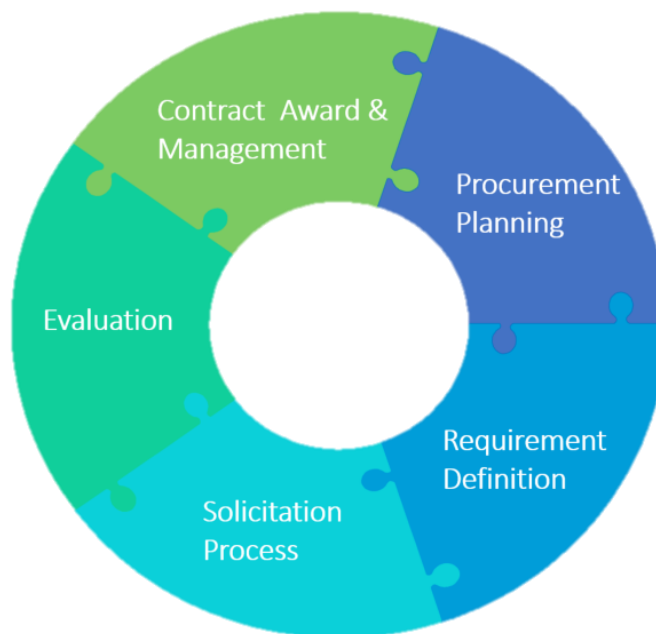 Contract Award &
Management
Procurement
Planning
Evaluation
Requirement
Definition
Solicitation
Process